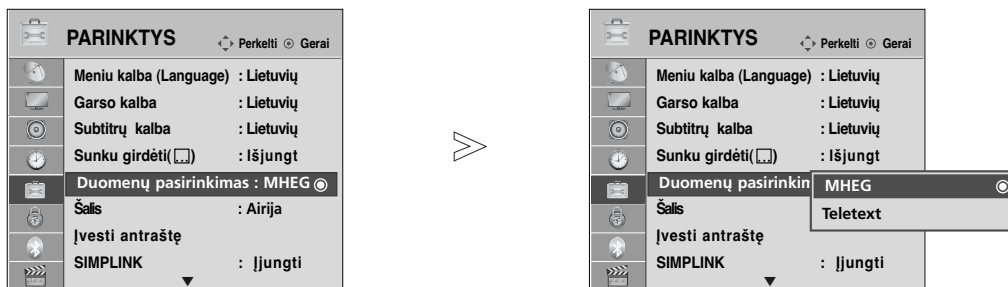 PARINKTYS
Perkelti Gerai
Meniu kalba (Language) : Lietuvių
Garso kalba : Lietuvių
Subtitrų kalba : Lietuvių
Sunku girdėti( ) : Išjungt
Duomenų pasirinkimas : MHEG
Šalis : Airija
Įvesti antraštę
SIMPLINK : Įjungti
PARINKTYS
Perkelti Gerai
Meniu kalba (Language) : Lietuvių
Garso kalba : Lietuvių
Subtitrų kalba : Lietuvių
Sunku girdėti( ) : Išjungt
Duomenų pasirinkim
MHEG
Šalis
Teletext
Įvesti antraštę
SIMPLINK : Įjungti